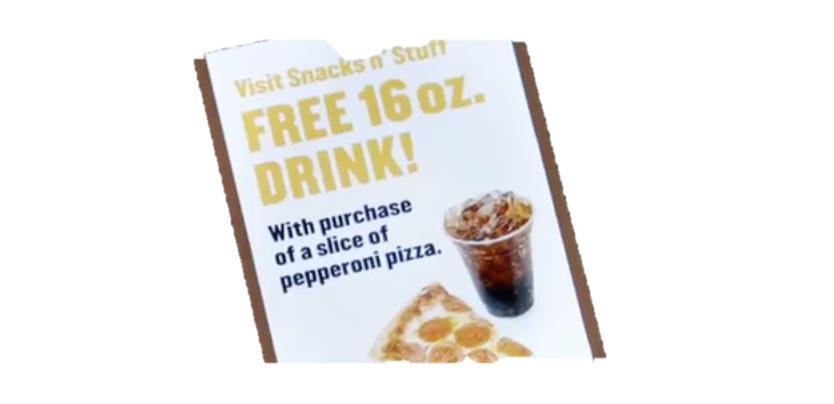 Visit Snacks n' Stuff
FREE 16 oz.
DRINK!
With purchase
of a slice of
pepperoni pizza.